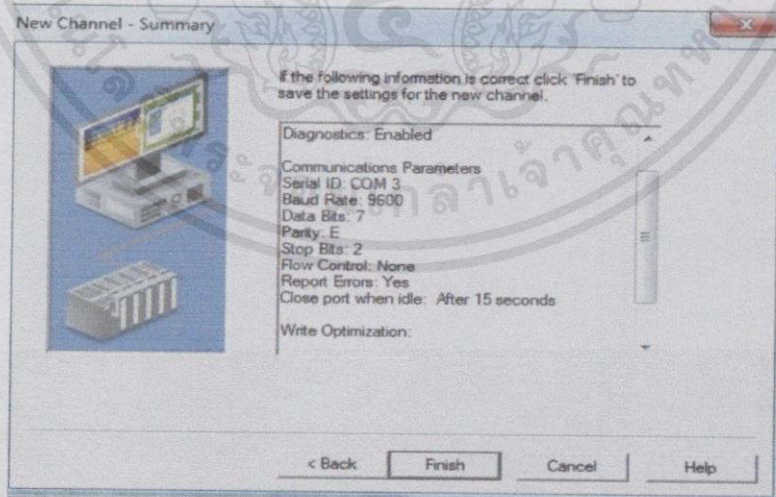 New Channel - Summary
If the following information is correct click 'Finish' to
save the settings for the new channel.
Diagnostics: Enabled
Communications Parameters
Serial ID: COM 3
Baud Rate: 9600
Data Bits: 7
Parity: E
Stop Bits: 2
Flow Control: None
Report Errors: Yes
Close port when idle: After 15 seconds
Write Optimization:
< Back
Finish
Cancel
Help